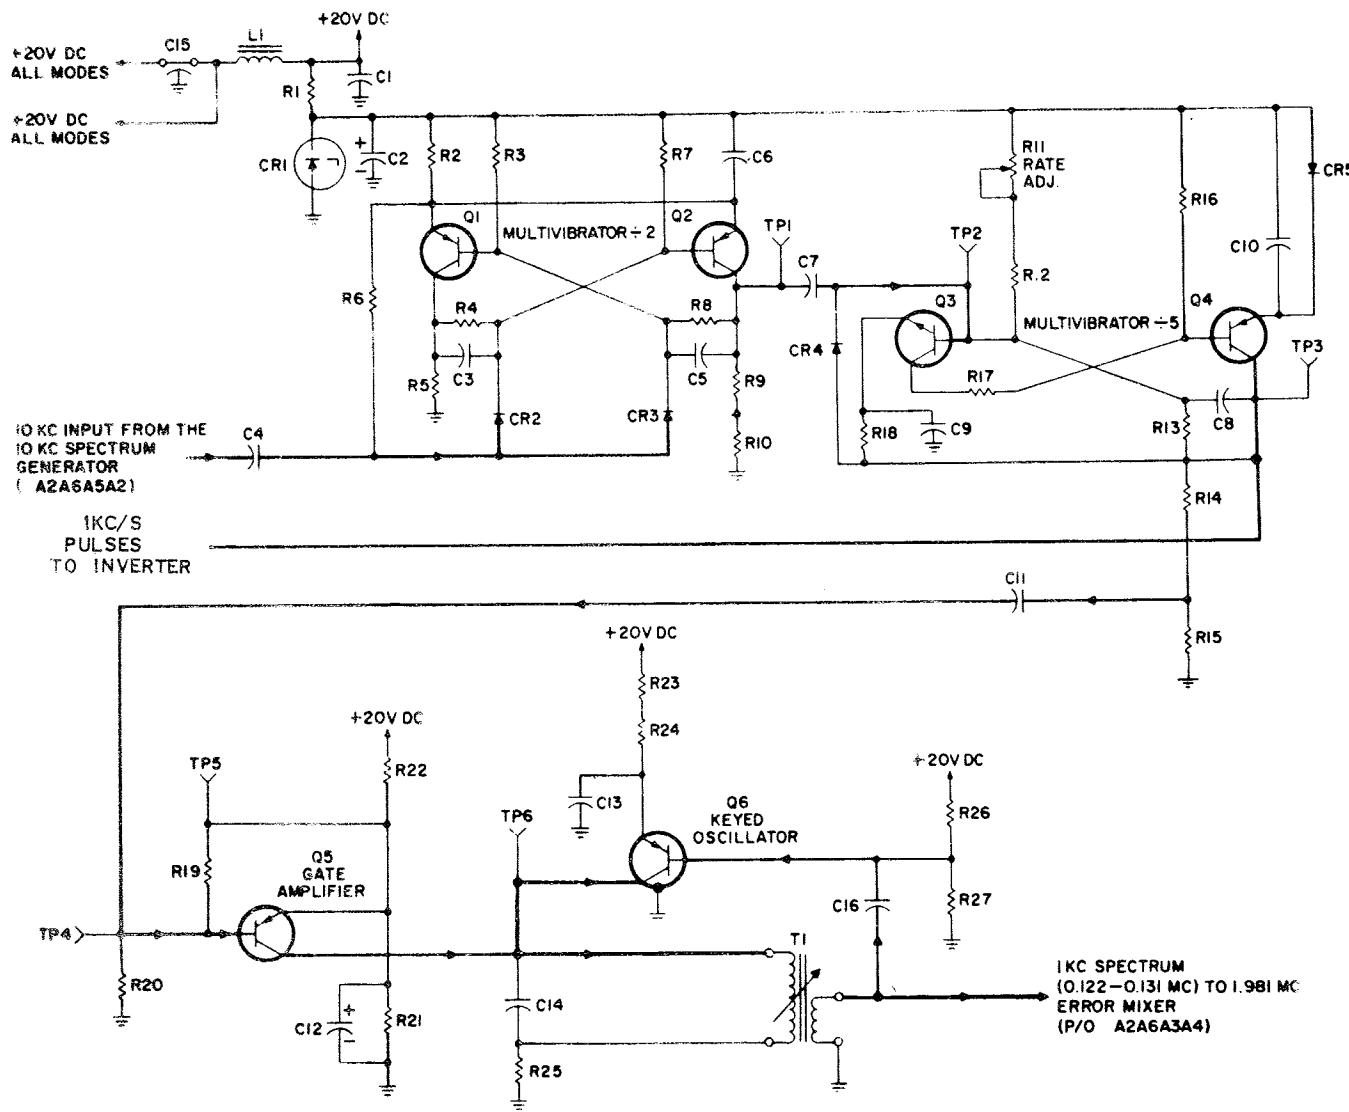 +20V DC
C15
L1
+20V DC
ALL MODES
C1
R1
+20V DC
ALL MODES
CR1
+
-
C2
R2
R3
R7
C6
R11
RATE
ADJ.
CR5
R16
C10
Q1
MULTIVIBRATOR ÷ 2
Q2
TP1
TP2
C7
R6
R4
R8
R.2
Q3
MULTIVIBRATOR ÷ 5
Q4
TP3
CR4
C3
R5
C5
R9
R17
CR2
CR3
R18
C9
R13
C8
10 KC INPUT FROM THE
10 KC SPECTRUM
GENERATOR
( A2A6A5A2)
C4
R10
R14
1KC/S
PULSES
TO INVERTER
C11
R15
+20V DC
R23
R24
+20V DC
R22
TP5
C13
TP6
Q6
KEYED
OSCILLATOR
+20V DC
R26
R19
Q5
GATE
AMPLIFIER
C16
R27
TP4
R20
T1
C12
+
-
R21
C14
R25
1KC SPECTRUM
(0.122-0.131 MC) TO 1.981 MC
ERROR MIXER
(P/O A2A6A3A4)